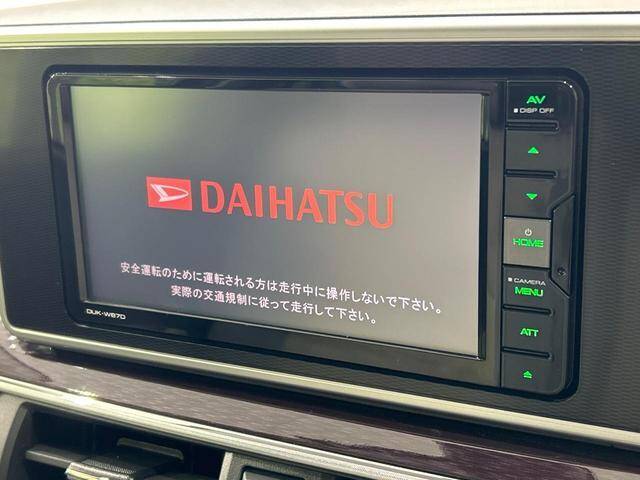 DAIHATSU
安全運転のために運転される方は走行中に操作しないで下さい。
実際の交通規制に従って走行して下さい。
DUK-W67D
AV
DISP OFF
HOME
CAMERA
MENU
ATT